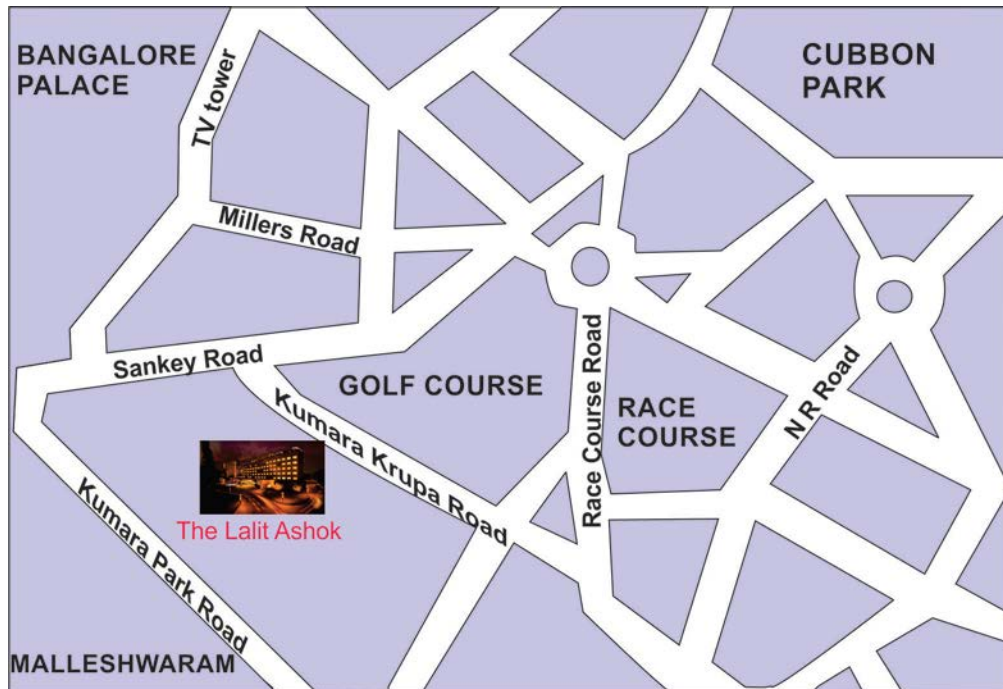 BANGALORE
PALACE
TV tower
CUBBON
PARK
Millers Road
Sankey Road
GOLF COURSE
Kumara Krupa Road
Race Course Road
RACE
COURSE
N R Road
The Lalit Ashok
Kumara Park Road
MALLESHWARAM